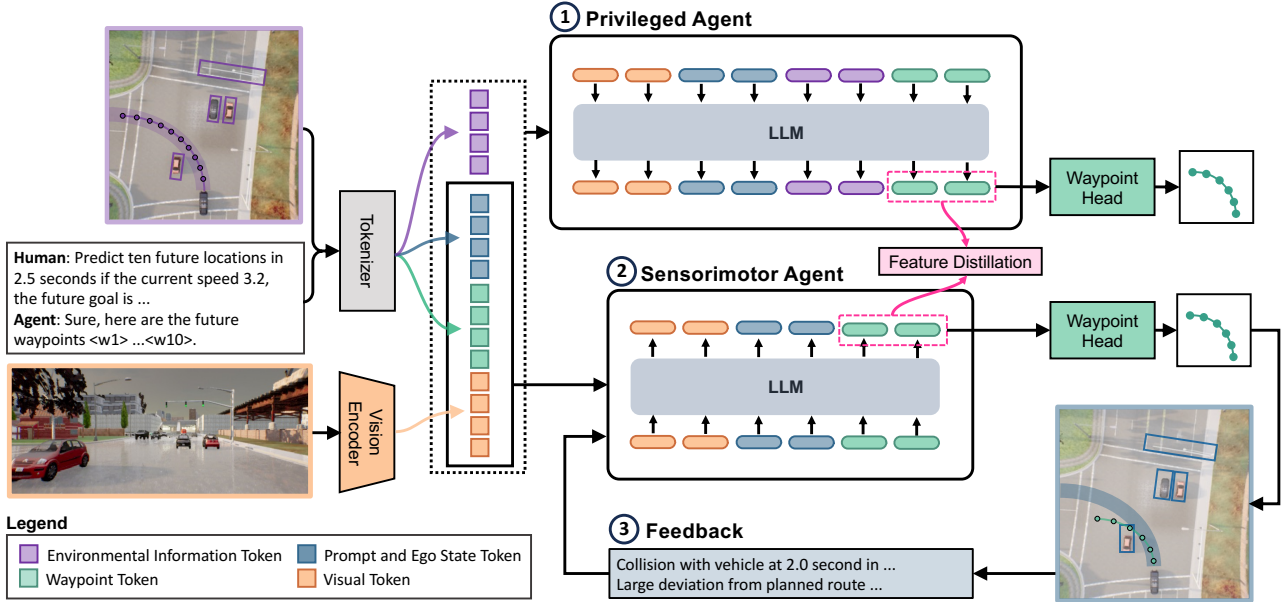 1 Privileged Agent
LLM
Waypoint
Head
Tokenizer
Human: Predict ten future locations in
2.5 seconds if the current speed 3.2,
the future goal is ...
Agent: Sure, here are the future
waypoints <w1> ...<w10>.
Feature Distillation
2 Sensorimotor Agent
LLM
Waypoint
Head
Vision
Encoder
3 Feedback
Collision with vehicle at 2.0 second in ...
Large deviation from planned route ...
Legend
Environmental Information Token
Prompt and Ego State Token
Waypoint Token
Visual Token